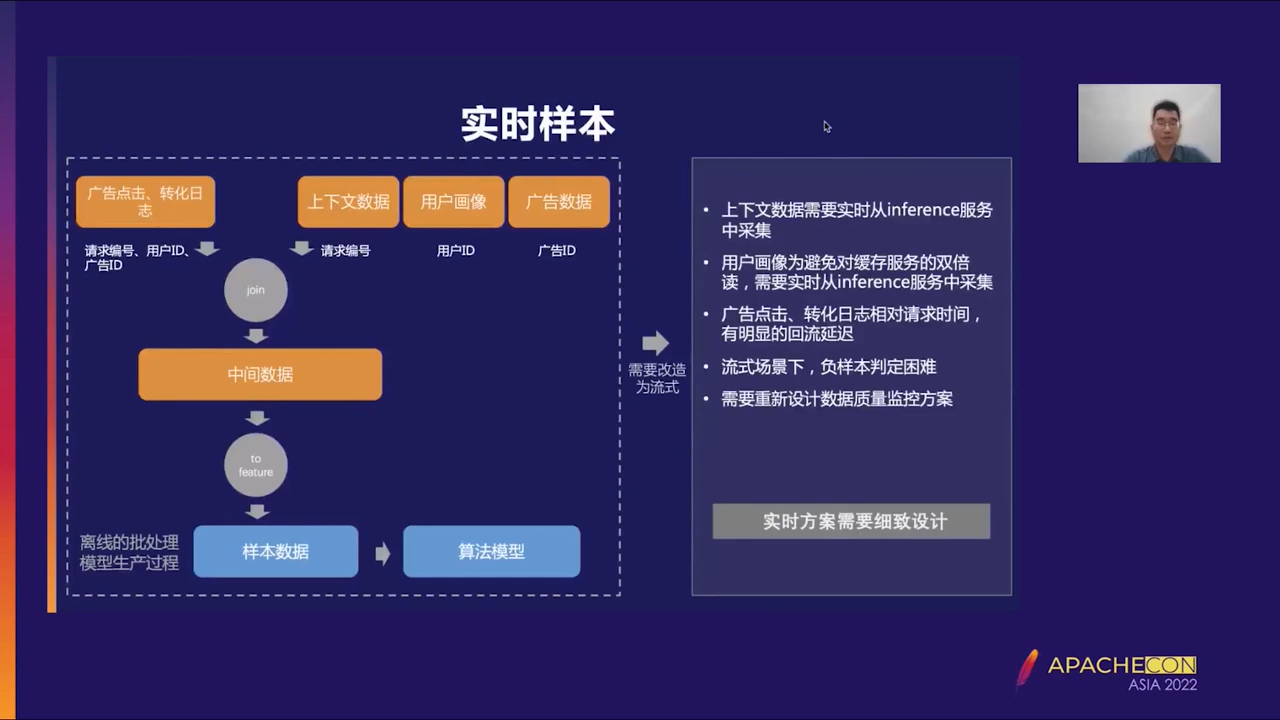 实时样本
广告点击、转化日
志
上下文数据
用户画像
广告数据
请求编号、用户ID、
广告ID
请求编号
用户ID
广告ID
join
中间数据
to
feature
离线的批处理
模型生产过程
样本数据
算法模型
需要改造
为流式
• 上下文数据需要实时从inference服务
中采集
• 用户画像为避免对缓存服务的双倍
读，需要实时从inference服务中采集
• 广告点击、转化日志相对请求时间，
有明显的回流延迟
• 流式场景下，负样本判定困难
• 需要重新设计数据质量监控方案
实时方案需要细致设计
APACHECON
ASIA 2022